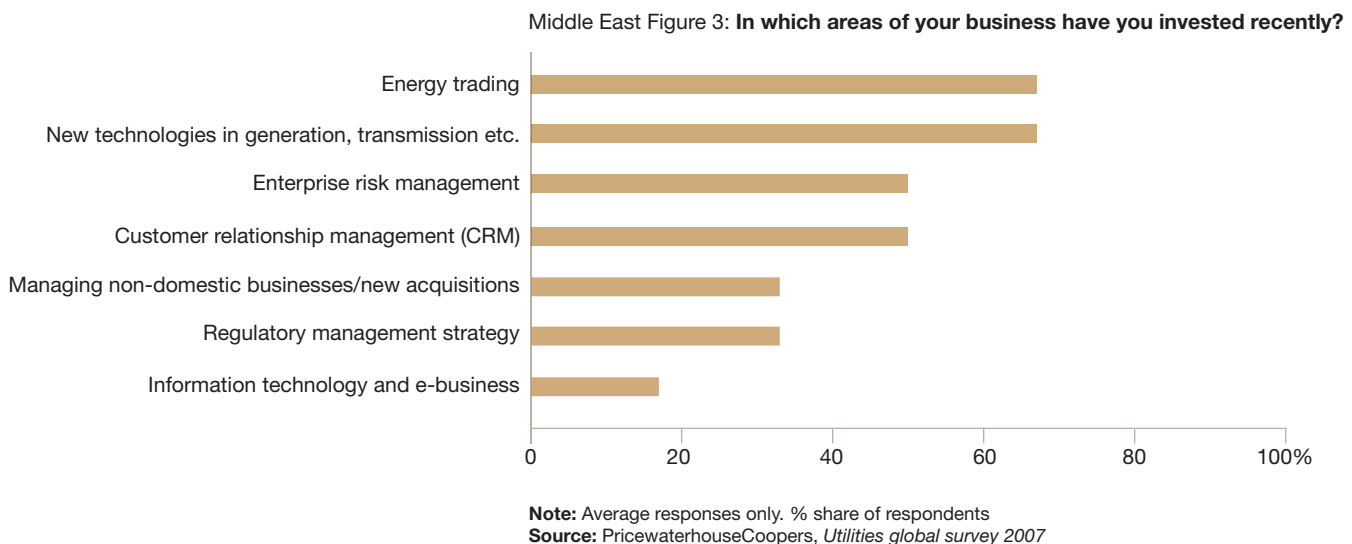 Middle East Figure 3: In which areas of your business have you invested recently?
Energy trading
New technologies in generation, transmission etc.
Enterprise risk management
Customer relationship management (CRM)
Managing non-domestic businesses/new acquisitions
Regulatory management strategy
Information technology and e-business
0 20 40 60 80 100%
Note: Average responses only. % share of respondents
Source: PricewaterhouseCoopers, Utilities global survey 2007